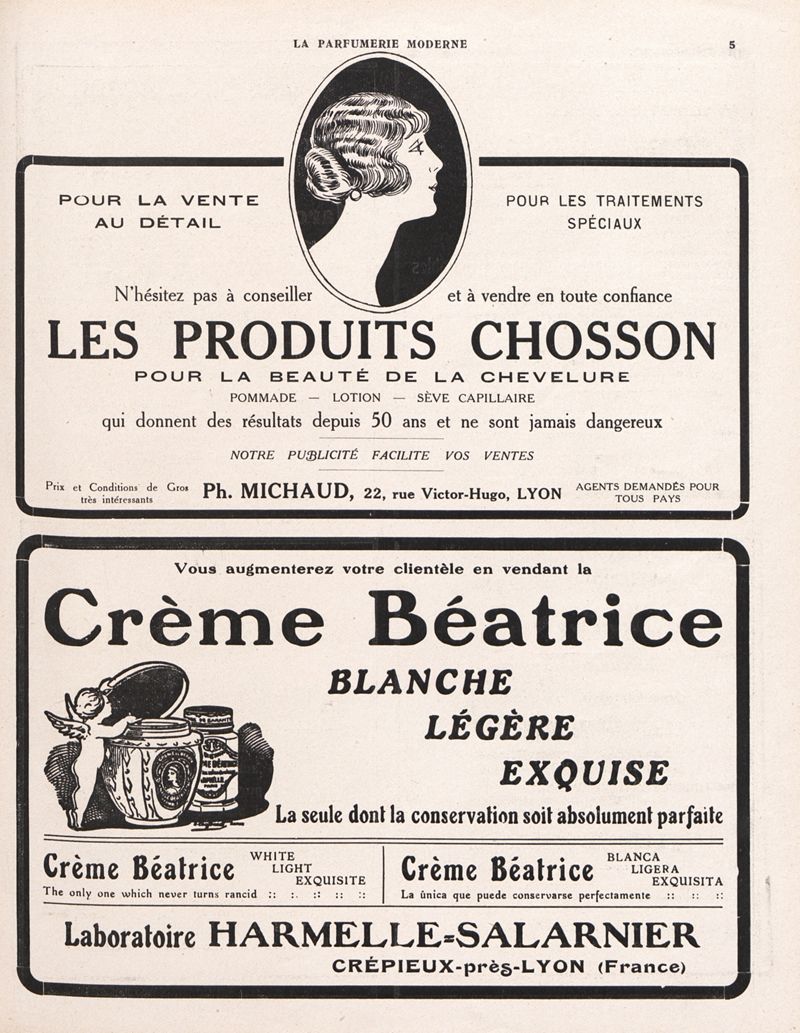 LA PARFUMERIE MODERNE
5
POUR LA VENTE
AU DÉTAIL
POUR LES TRAITEMENTS
SPÉCIAUX
N'hésitez pas à conseiller
et à vendre en toute confiance
LES PRODUITS CHOSSON
POUR LA BEAUTÉ DE LA CHEVELURE
POMMADE — LOTION — SÈVE CAPILLAIRE
qui donnent des résultats depuis 50 ans et ne sont jamais dangereux
NOTRE PUBLICITÉ FACILITE VOS VENTES
Prix et Conditions de Gros
très intéressants
Ph. MICHAUD, 22, rue Victor-Hugo, LYON
AGENTS DEMANDÉS POUR
TOUS PAYS
Vous augmenterez votre clientèle en vendant la
Crème Béatrice
BLANCHE
LÉGÈRE
EXQUISE
La seule dont la conservation soit absolument parfaite
Crème Béatrice
WHITE
LIGHT
EXQUISITE
The only one which never turns rancid :: :. :: :: ::
Crème Béatrice
BLANCA
LIGERA
EXQUISITA
La ûnica que puede conservarse perfectamente :: :: ::
Laboratoire HARMELLE=SALARNIER
CRÉPIEUX-près-LYON (France)